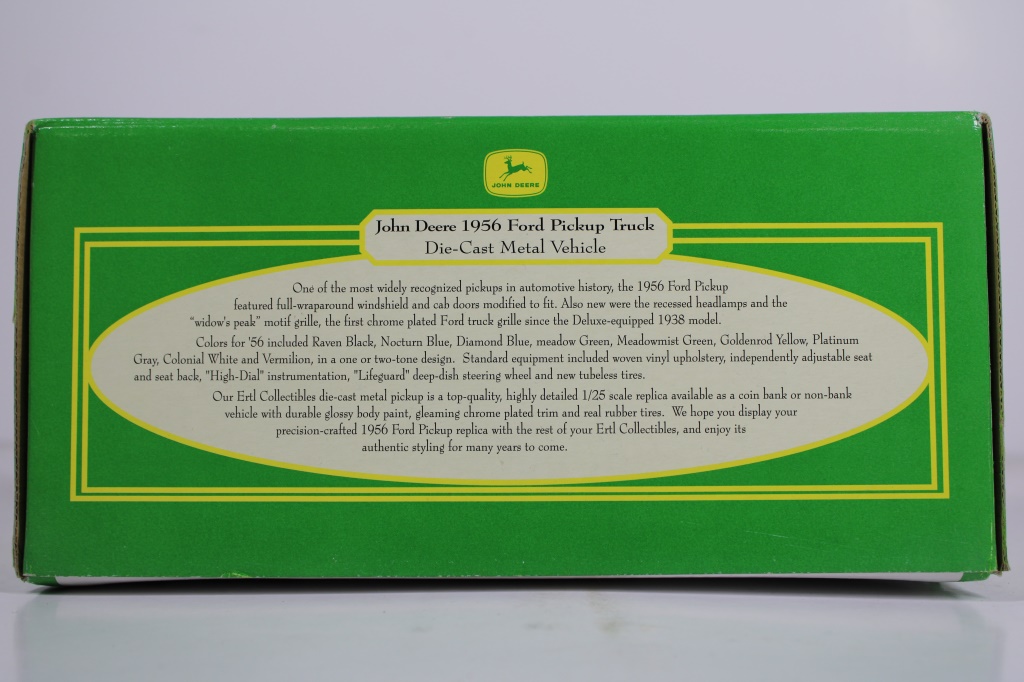 JOHN DEERE
John Deere 1956 Ford Pickup Truck
Die-Cast Metal Vehicle
One of the most widely recognized pickups in automotive history, the 1956 Ford Pickup
featured full-wraparound windshield and cab doors modified to fit. Also new were the recessed headlamps and the
"widow's peak" motif grille, the first chrome plated Ford truck grille since the Deluxe-equipped 1938 model.
Colors for '56 included Raven Black, Nocturn Blue, Diamond Blue, meadow Green, Meadowmist Green, Goldenrod Yellow, Platinum
Gray, Colonial White and Vermilion, in a one or two-tone design. Standard equipment included woven vinyl upholstery, independently adjustable seat
and seat back, "High-Dial" instrumentation, "Lifeguard" deep-dish steering wheel and new tubeless tires.
Our Ertl Collectibles die-cast metal pickup is a top-quality, highly detailed 1/25 scale replica available as a coin bank or non-bank
vehicle with durable glossy body paint, gleaming chrome plated trim and real rubber tires. We hope you display your
precision-crafted 1956 Ford Pickup replica with the rest of your Ertl Collectibles, and enjoy its
authentic styling for many years to come.